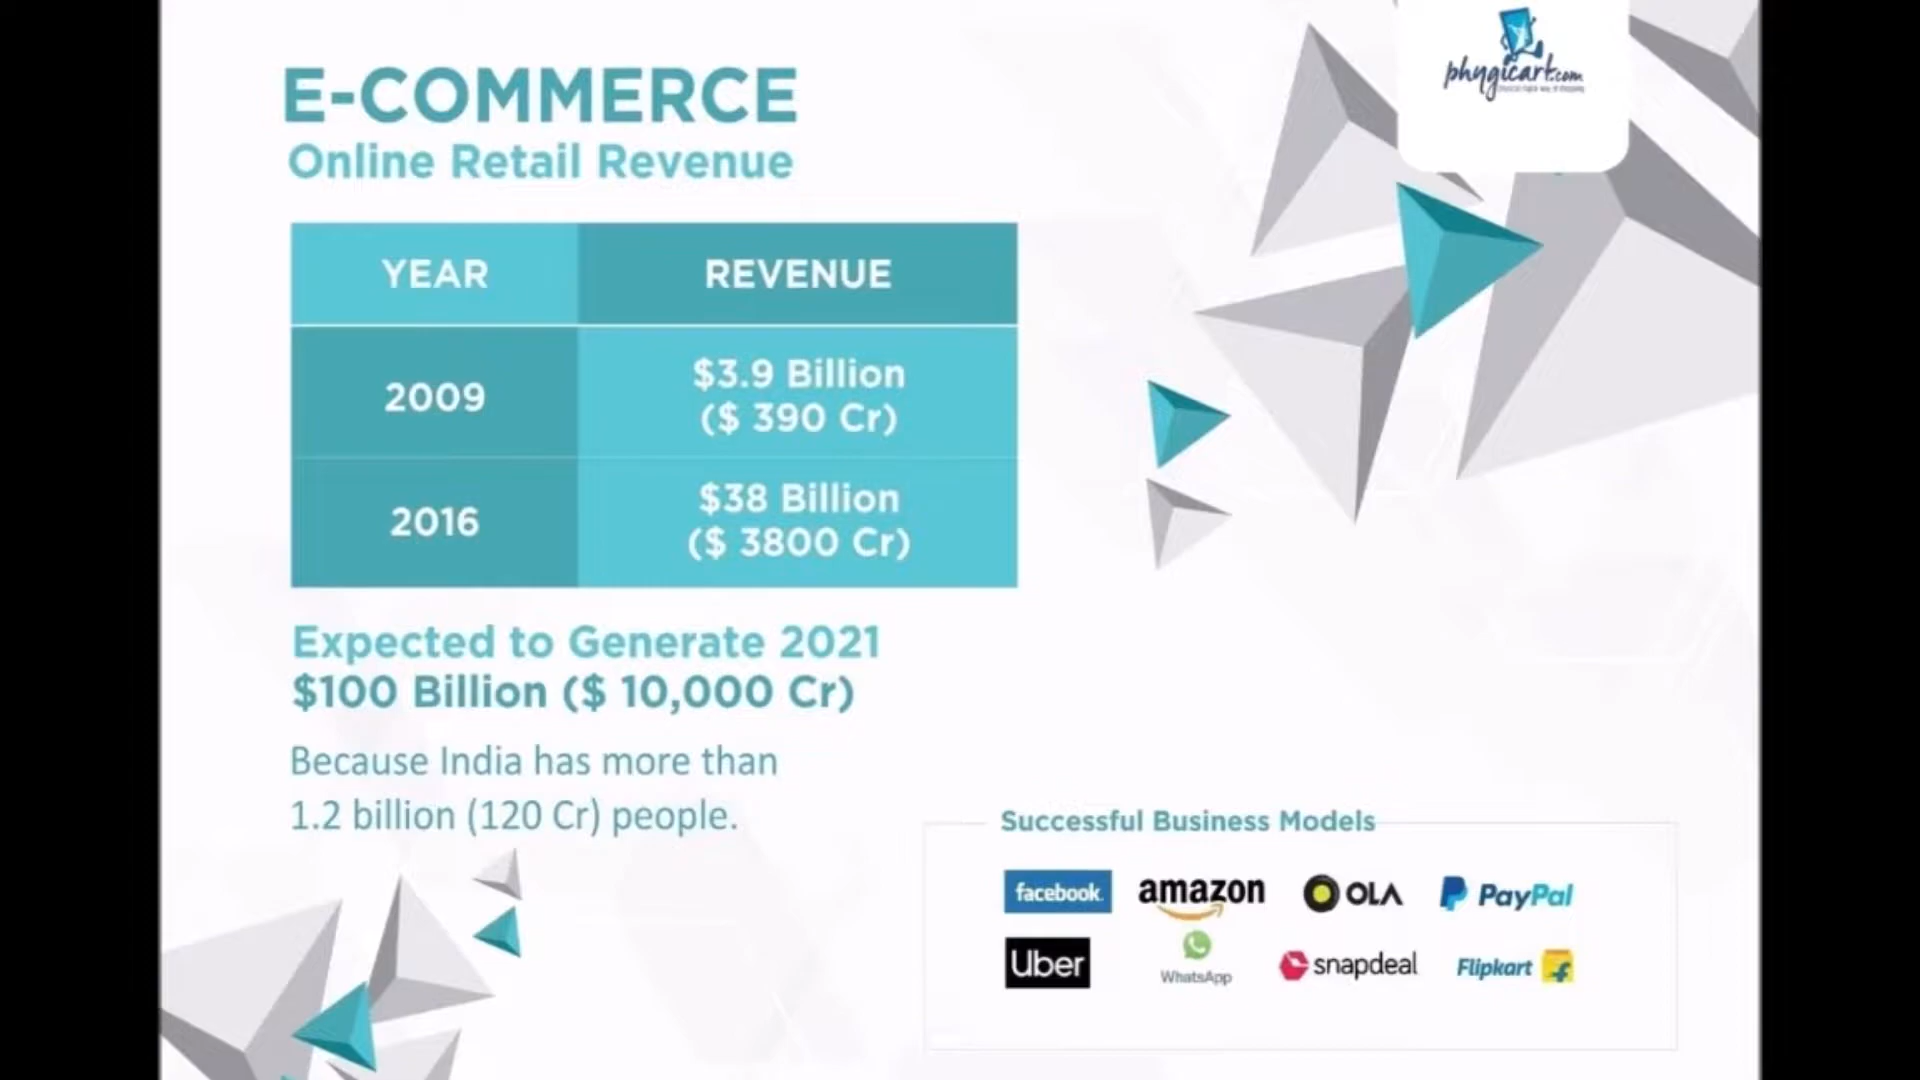 phygicart.com
E-COMMERCE
Online Retail Revenue
YEAR REVENUE
2009
$3.9 Billion
($ 390 Cr)
2016
$38 Billion
($ 3800 Cr)
Expected to Generate 2021
$100 Billion ($ 10,000 Cr)
Because India has more than
1.2 billion (120 Cr) people.
Successful Business Models
facebook. amazon OLA PayPal
Uber WhatsApp snapdeal Flipkart